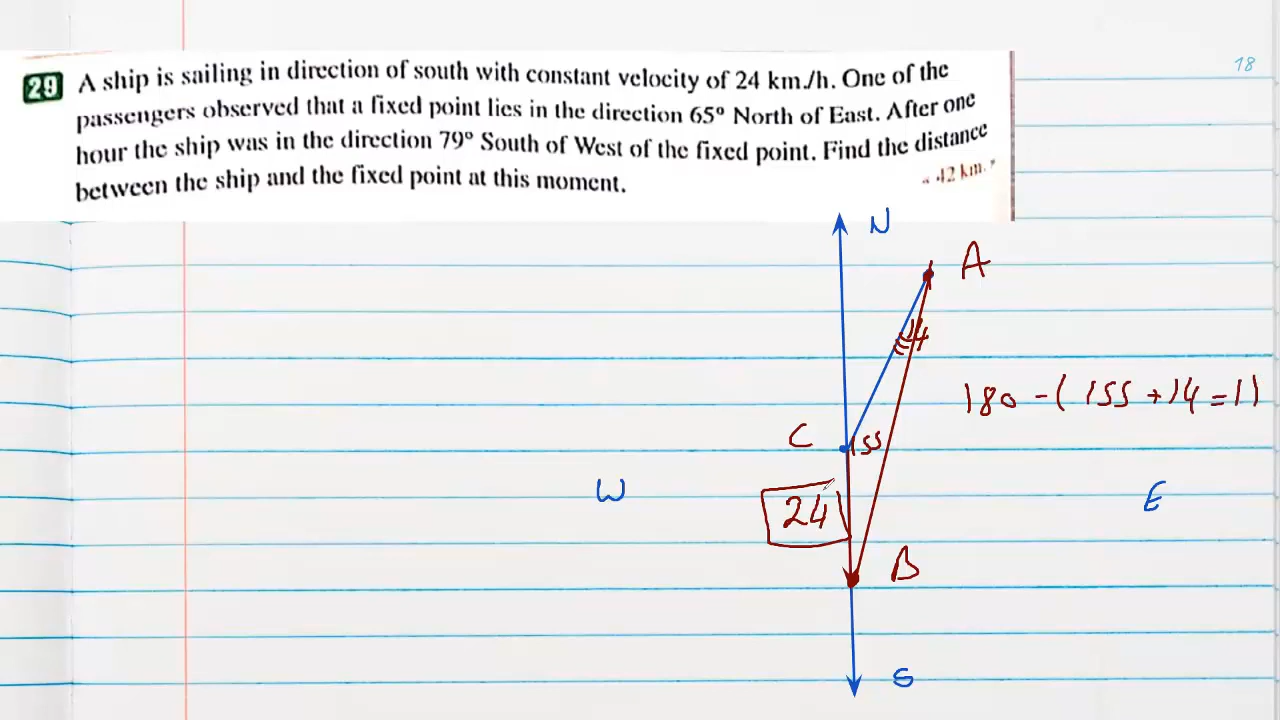 18
29 A ship is sailing in direction of south with constant velocity of 24 km./h. One of the
passengers observed that a fixed point lies in the direction 65° North of East. After one
hour the ship was in the direction 79° South of West of the fixed point. Find the distance
between the ship and the fixed point at this moment.
« 42 km. »
N
A
14
180 - ( 155 + 14 = 11
C
155
W
24
E
B
S